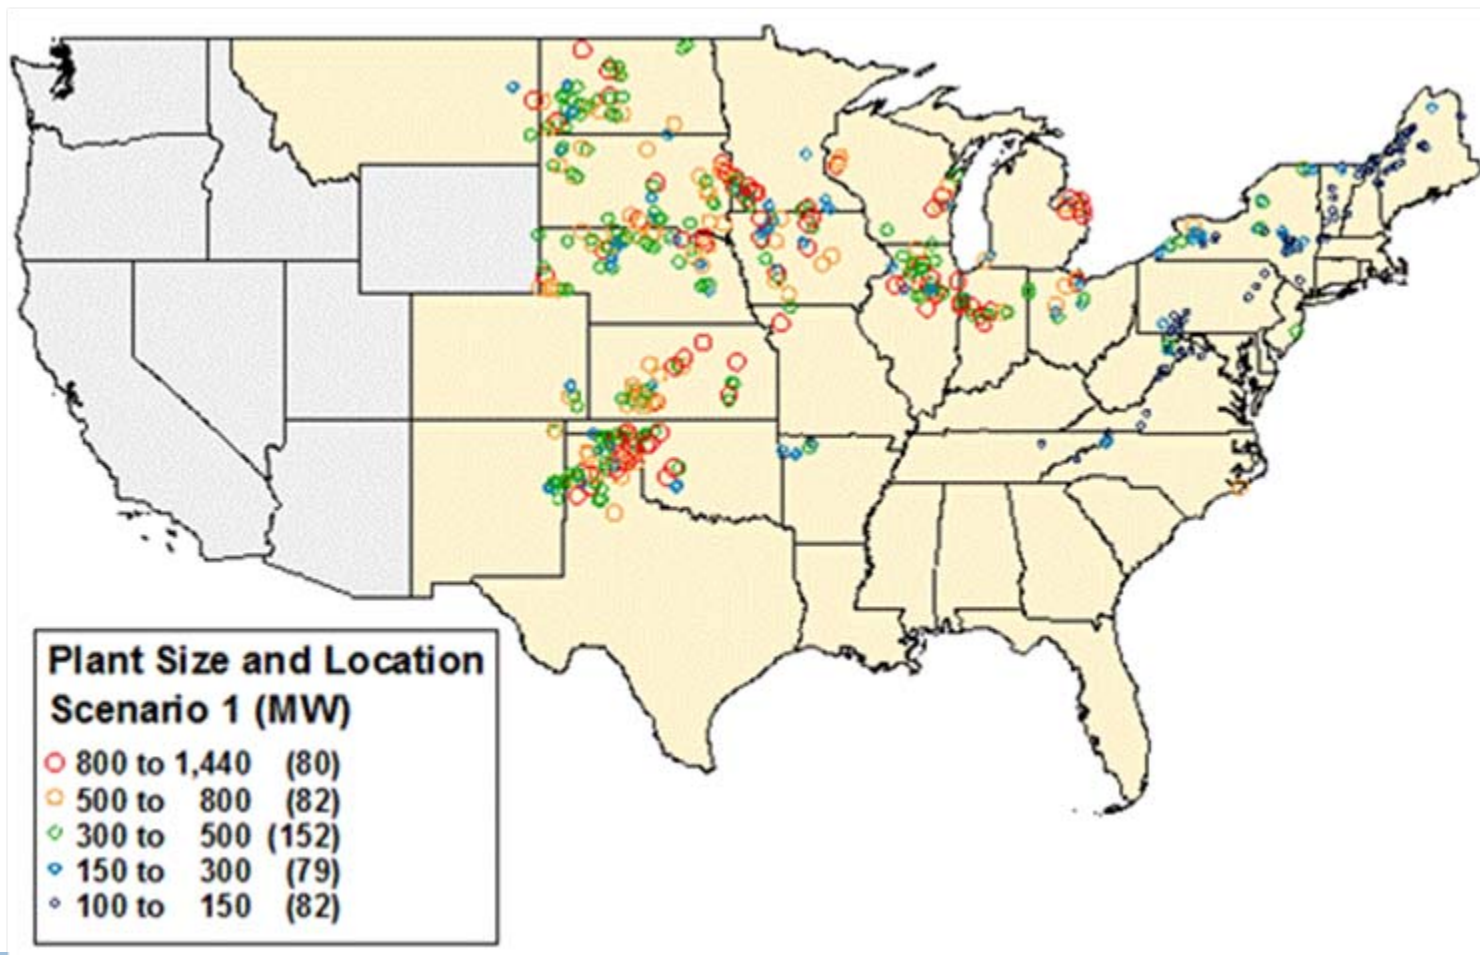 Plant Size and Location
Scenario 1 (MW)
800 to 1,440 (80)
500 to 800 (82)
300 to 500 (152)
150 to 300 (79)
100 to 150 (82)